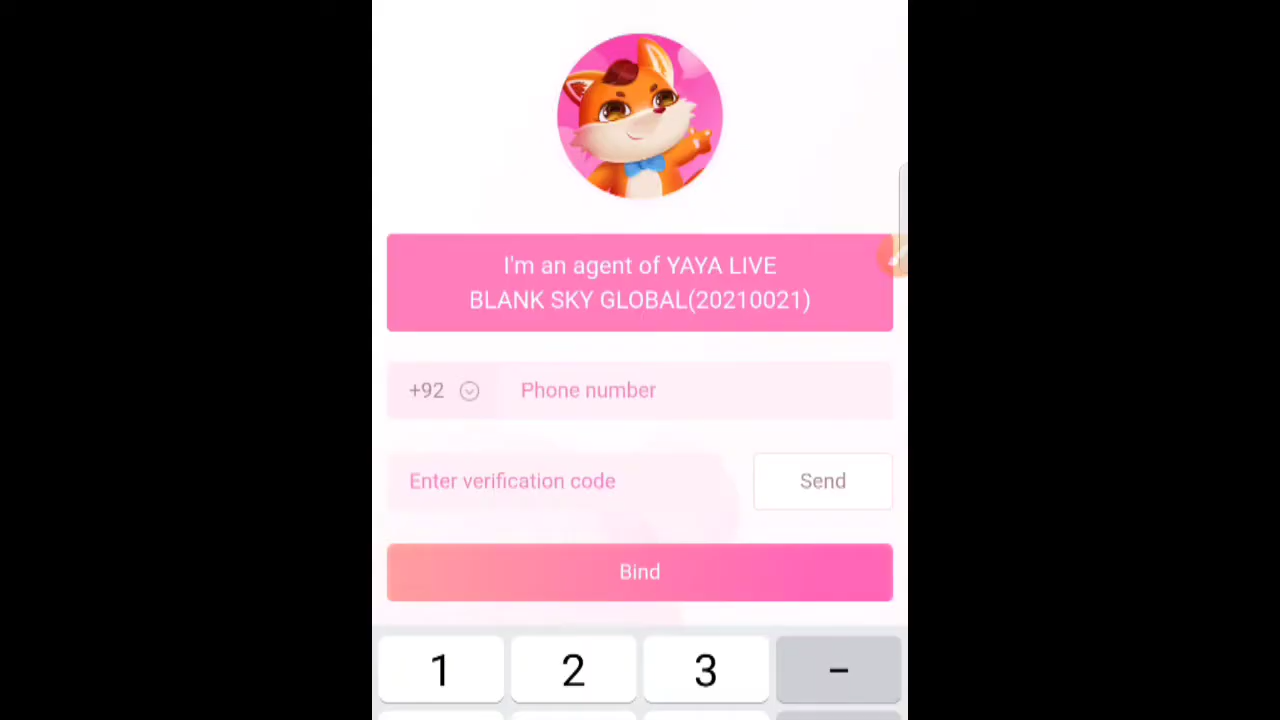 I'm an agent of YAYA LIVE
BLANK SKY GLOBAL(20210021)
+92 Phone number
Enter verification code Send
Bind
1 2 3 -